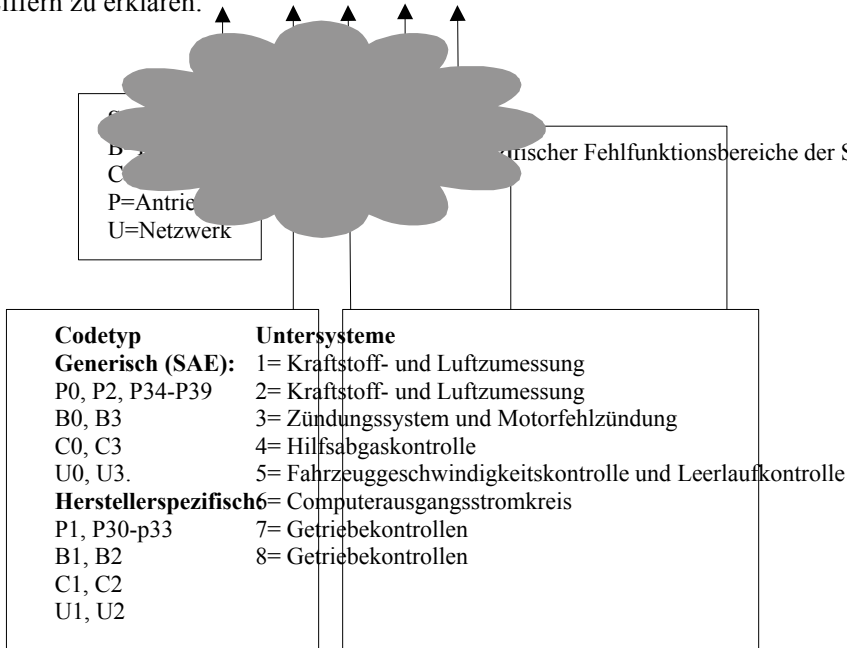 zu erklären.
B
C
P=Antrie
U=Netzwerk
Fehlfunktionsbereiche der S
Codetyp Untersysteme
Generisch (SAE): 1= Kraftstoff- und Luftzumessung
P0, P2, P34-P39 2= Kraftstoff- und Luftzumessung
B0, B3 3= Zündungssystem und Motorfehlzündung
C0, C3 4= Hilfsabgaskontrolle
U0, U3. 5= Fahrzeuggeschwindigkeitskontrolle und Leerlaufkontrolle
Herstellerspezifisch: 6= Computerausgangsstromkreis
P1, P30-p33 7= Getriebekontrollen
B1, B2 8= Getriebekontrollen
C1, C2
U1, U2